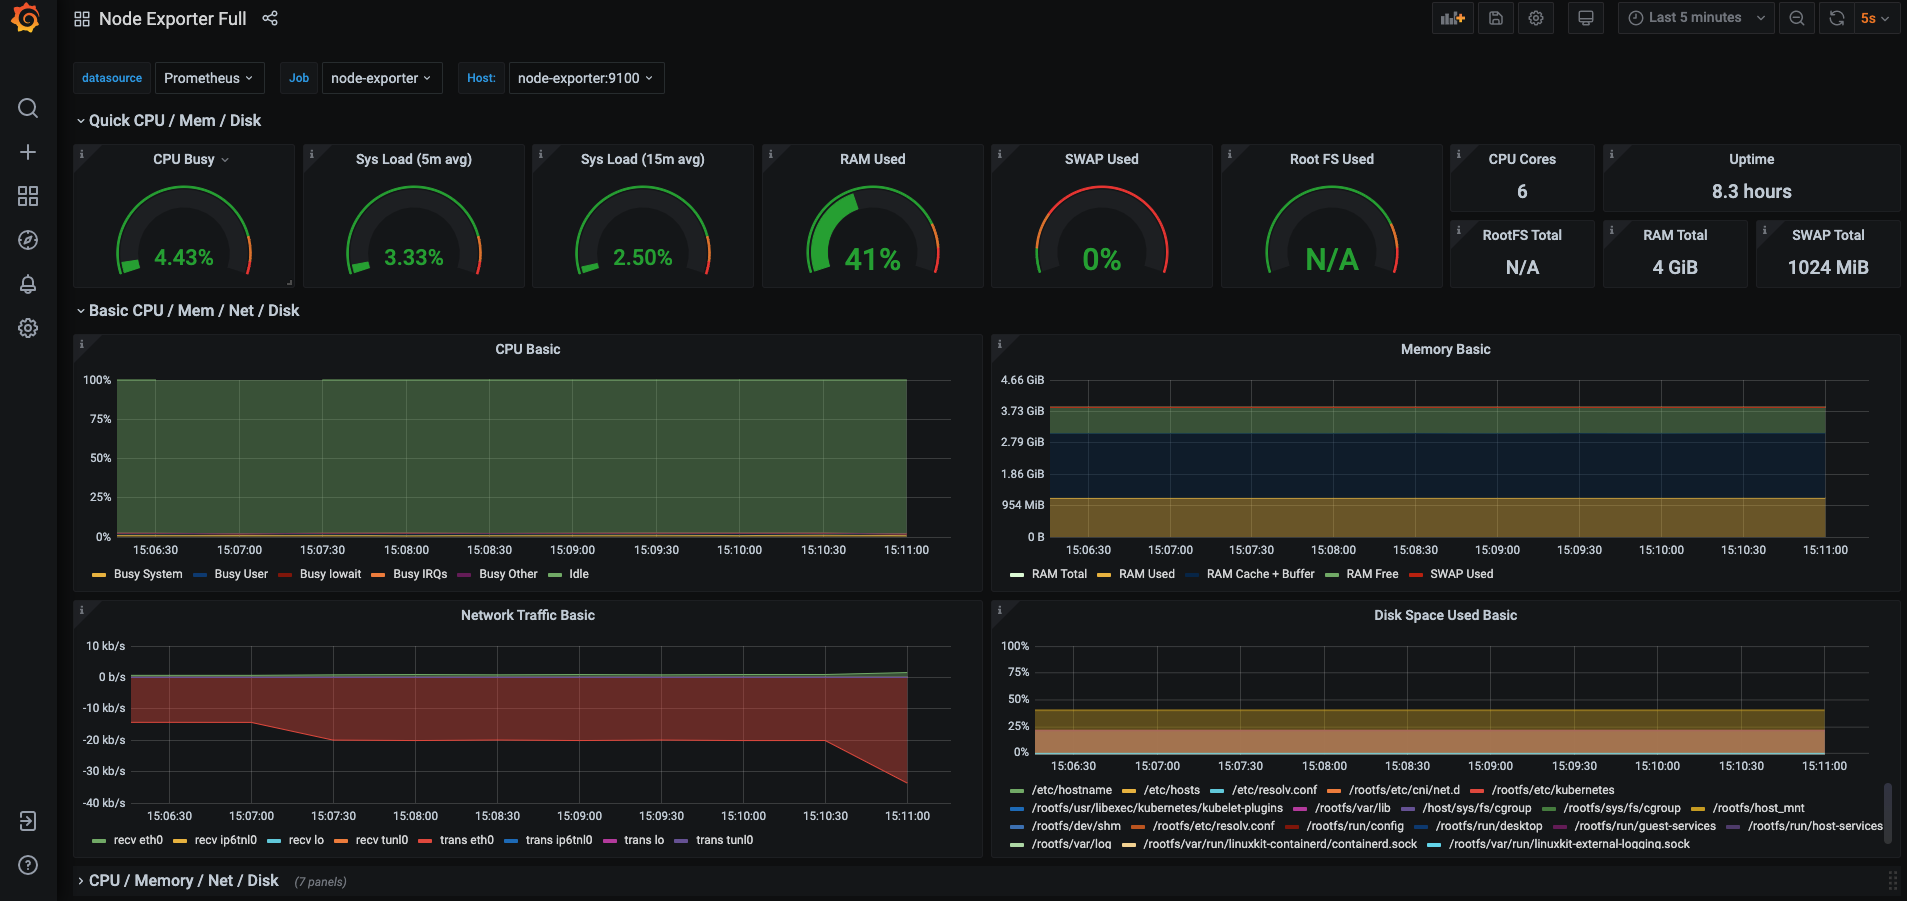 Node Exporter Full
Last 5 minutes
5s
datasource Prometheus Job node-exporter Host: node-exporter:9100
Quick CPU / Mem / Disk
CPU Busy
4.43%
Sys Load (5m avg)
3.33%
Sys Load (15m avg)
2.50%
RAM Used
41%
SWAP Used
0%
Root FS Used
N/A
CPU Cores
6
Uptime
8.3 hours
RootFS Total
N/A
RAM Total
4 GiB
SWAP Total
1024 MiB
Basic CPU / Mem / Net / Disk
CPU Basic
100%
75%
50%
25%
0%
15:06:30 15:07:00 15:07:30 15:08:00 15:08:30 15:09:00 15:09:30 15:10:00 15:10:30 15:11:00
Busy System Busy User Busy Iowait Busy IRQs Busy Other Idle
Memory Basic
4.66 GiB
3.73 GiB
2.79 GiB
1.86 GiB
954 MiB
0 B
15:06:30 15:07:00 15:07:30 15:08:00 15:08:30 15:09:00 15:09:30 15:10:00 15:10:30 15:11:00
RAM Total RAM Used RAM Cache + Buffer RAM Free SWAP Used
Network Traffic Basic
10 kb/s
0 b/s
-10 kb/s
-20 kb/s
-30 kb/s
-40 kb/s
15:06:30 15:07:00 15:07:30 15:08:00 15:08:30 15:09:00 15:09:30 15:10:00 15:10:30 15:11:00
recv eth0 recv ip6tnl0 recv lo recv tunl0 trans eth0 trans ip6tnl0 trans lo trans tunl0
Disk Space Used Basic
100%
75%
50%
25%
0%
15:06:30 15:07:00 15:07:30 15:08:00 15:08:30 15:09:00 15:09:30 15:10:00 15:10:30 15:11:00
/etc/hostname /etc/hosts /etc/resolv.conf /rootfs/etc/cni/net.d /rootfs/etc/kubernetes
/rootfs/usr/libexec/kubernetes/kubelet-plugins /rootfs/var/lib /host/sys/fs/cgroup /rootfs/sys/fs/cgroup /rootfs/host_mnt
/rootfs/dev/shm /rootfs/etc/resolv.conf /rootfs/run/config /rootfs/run/desktop /rootfs/run/guest-services /rootfs/run/host-services
/rootfs/var/log /rootfs/var/run/linuxkit-containerd/containerd.sock /rootfs/var/run/linuxkit-external-logging.sock
CPU / Memory / Net / Disk (7 panels)